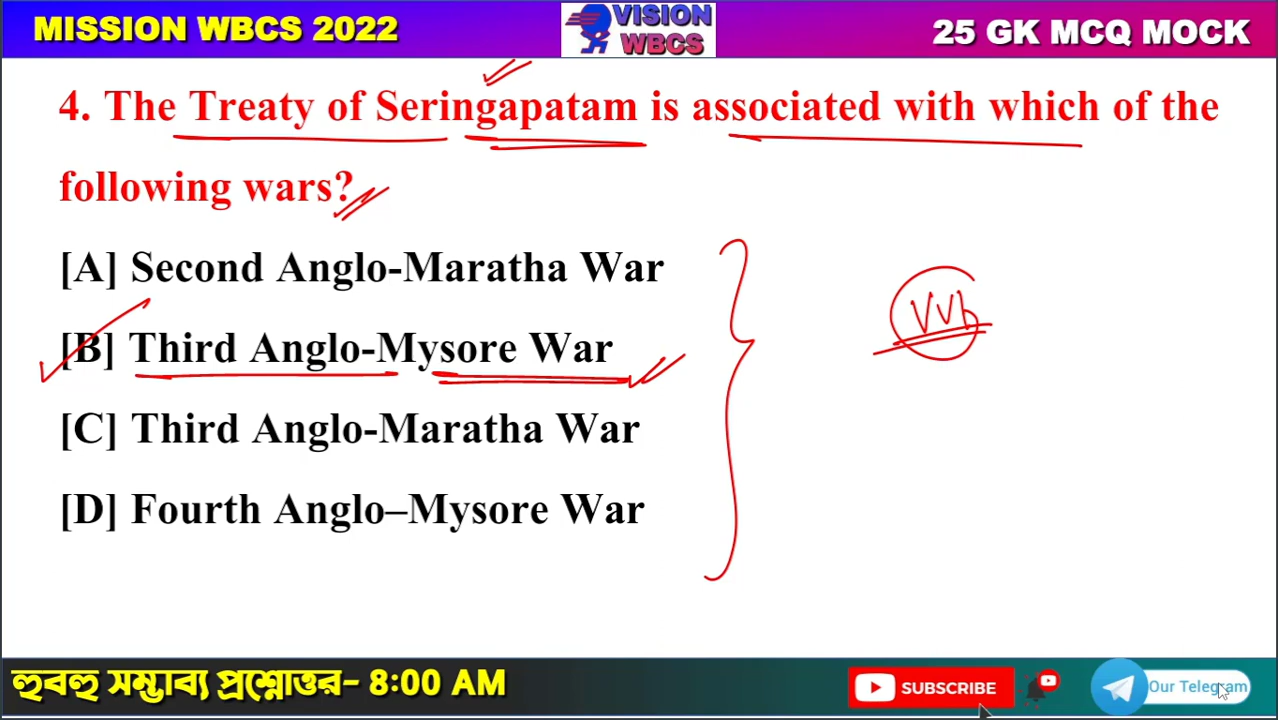 MISSION WBCS 2022
VISION
WBCS
25 GK MCQ MOCK
4. The Treaty of Seringapatam is associated with which of the
following wars?
[A] Second Anglo-Maratha War
[B] Third Anglo-Mysore War
[C] Third Anglo-Maratha War
[D] Fourth Anglo–Mysore War
হুবহু সম্ভাব্য প্রশ্নোত্তর- 8:00 AM
SUBSCRIBE
Our Telegram